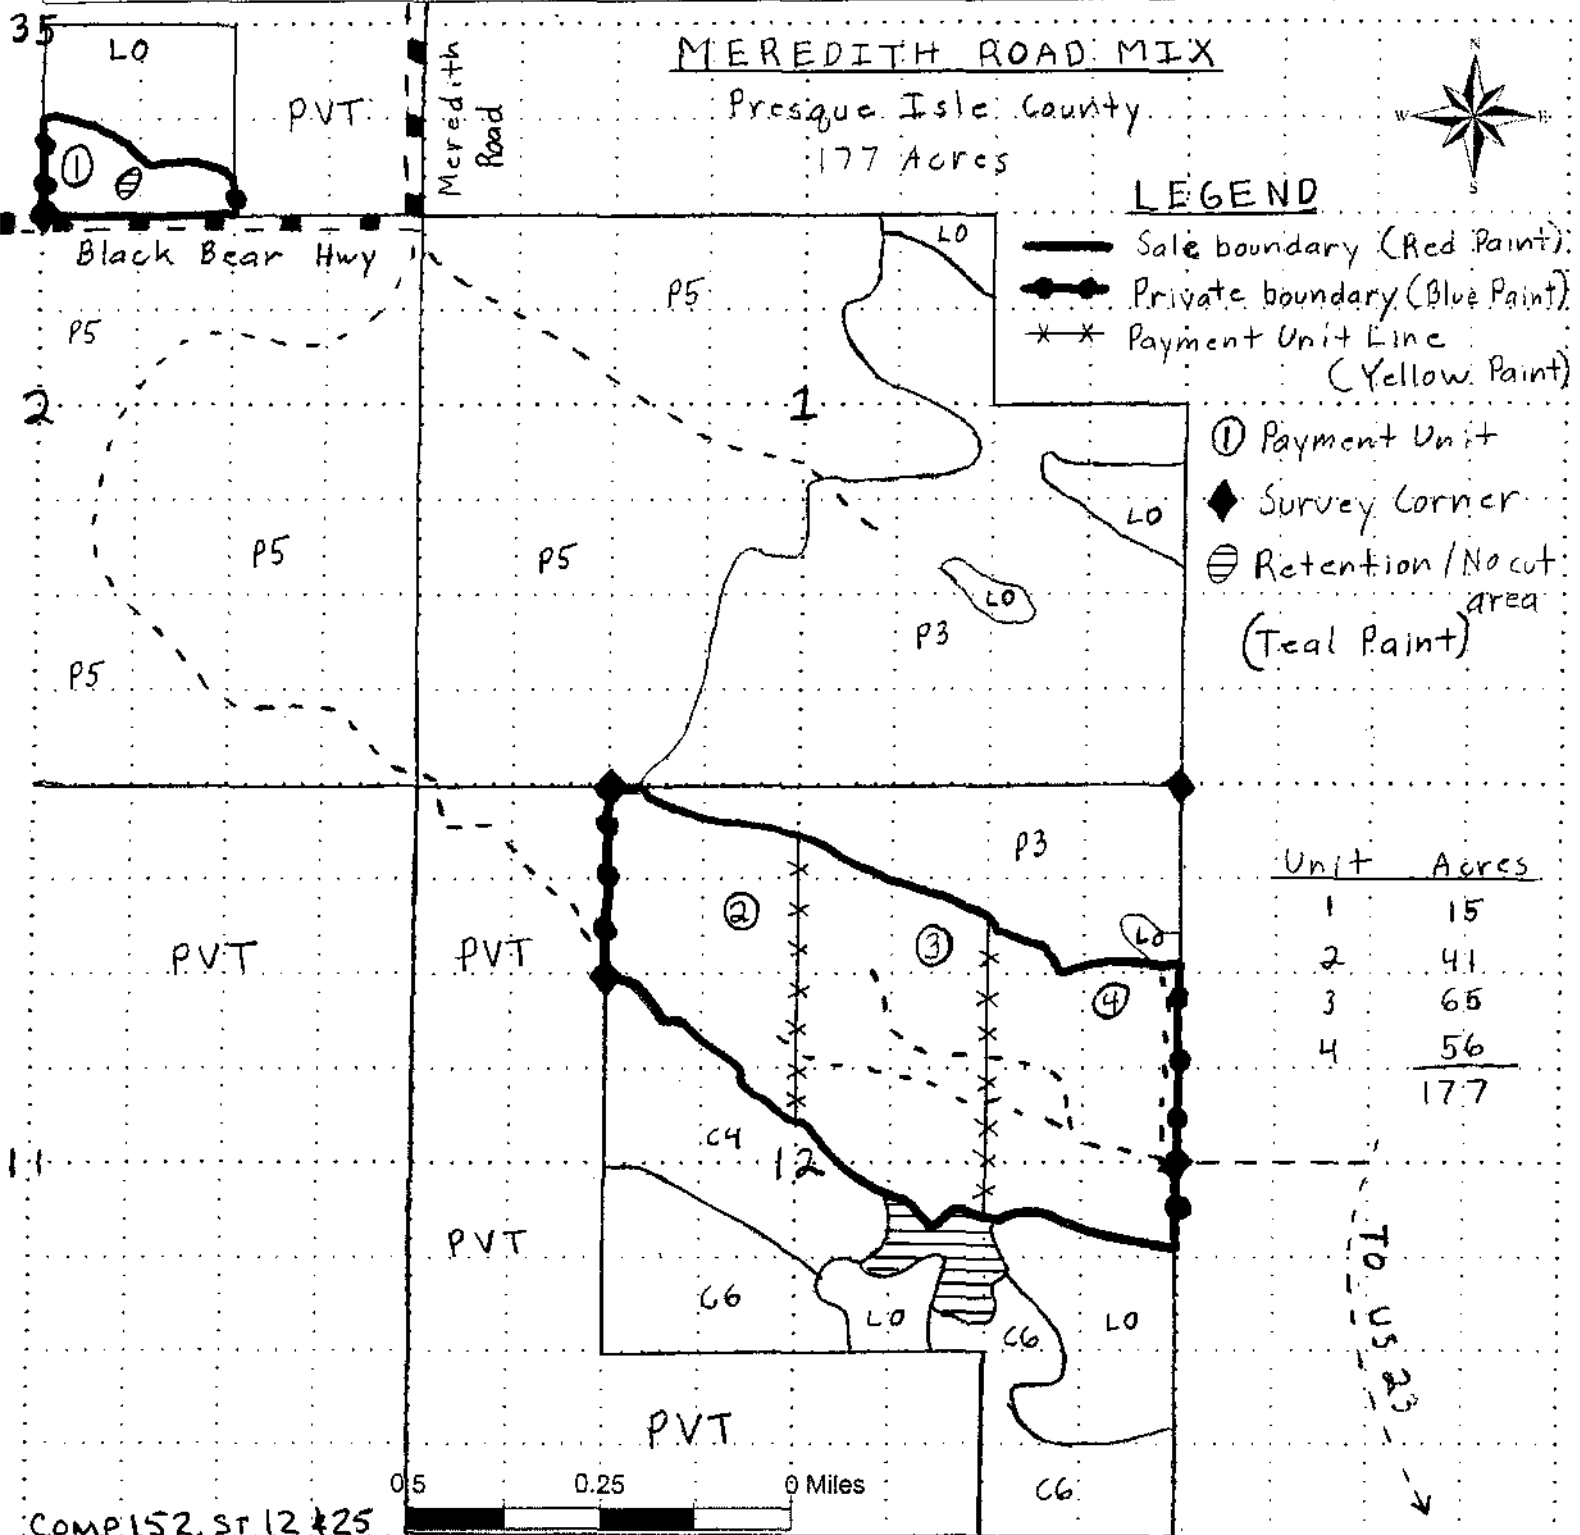 35
LO
PVT
Meredith
Road
MEREDITH ROAD MIX
Presque Isle County
177 Acres
N
W
E
S
①
LEGEND
Sale boundary (Red Paint)
Private boundary (Blue Paint)
Payment Unit Line
(Yellow Paint)
① Payment Unit
Survey Corner
Retention / No cut
area
(Teal Paint)
Black Bear Hwy
LO
P5
P5
2
1
LO
P5
P5
LO
P3
P5
P3
Unit Acres
1 15
2 41
3 65
4 56
177
②
③
LO
④
PVT
PVT
C4
11
12
PVT
TO US 23
C6
LO
C6
LO
PVT
C6
0.5 0.25 0 Miles
COMP 152, ST 12 & 25